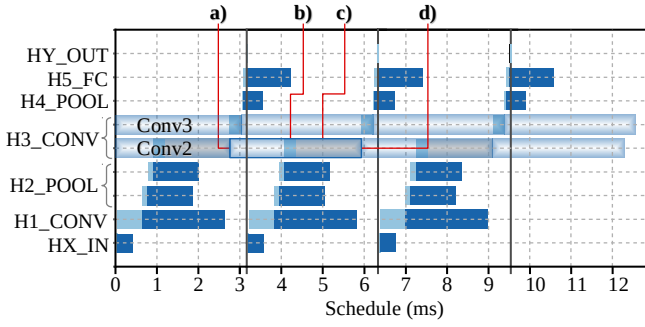 a) b) c) d)
HY_OUT
H5_FC
H4_POOL
Conv3
H3_CONV
Conv2
H2_POOL
H1_CONV
HX_IN
0 1 2 3 4 5 6 7 8 9 10 11 12
Schedule (ms)